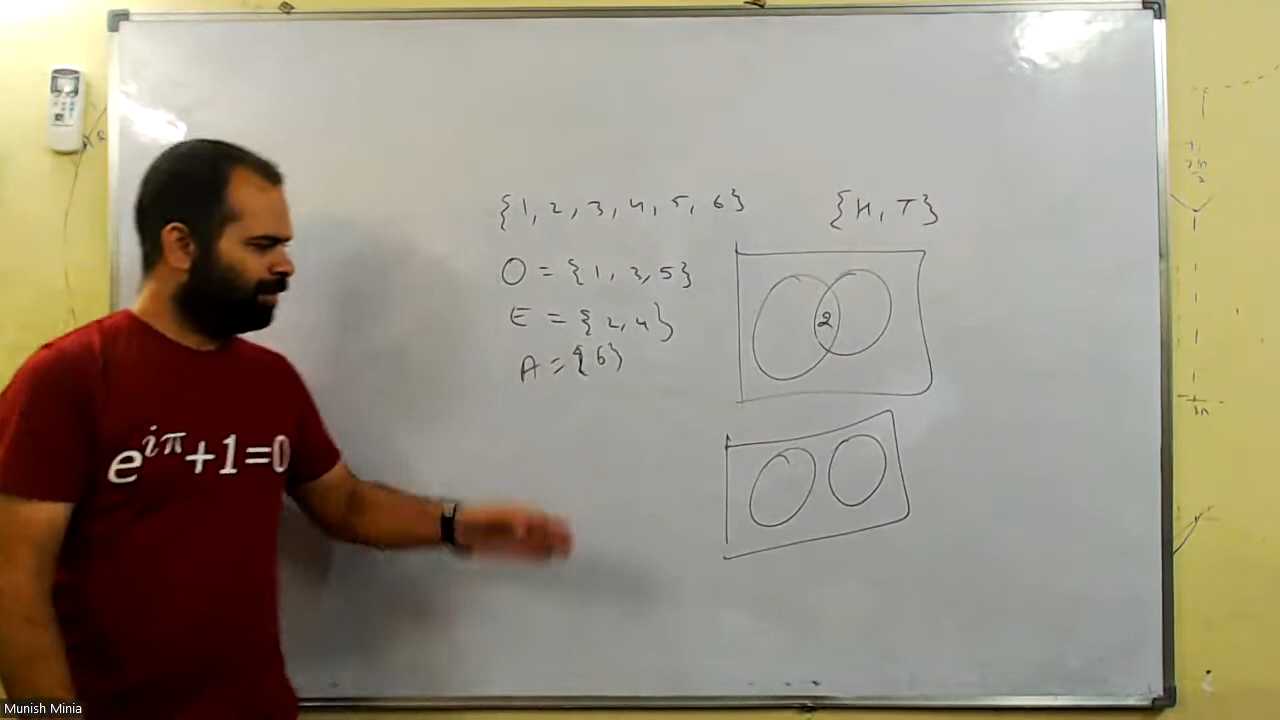 {1, 2, 3, 4, 5, 6}
{H, T}
O = {1, 3, 5}
E = {2, 4}
A = {6}
2
e^{iπ}+1=0
Munish Minia